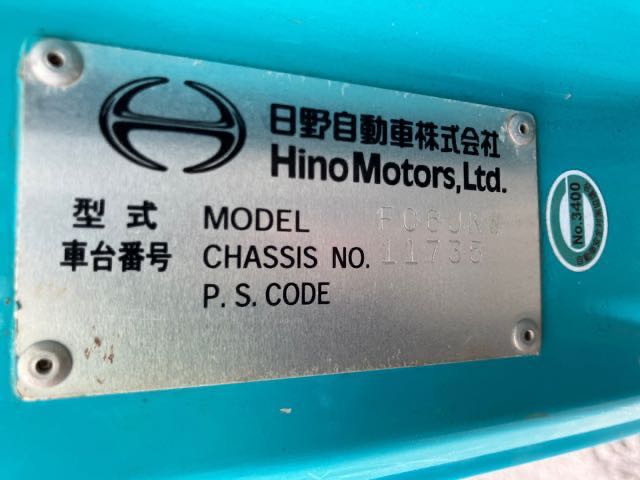 日野自動車株式会社
Hino Motors, Ltd.
型式 MODEL
車台番号 CHASSIS NO. 11735
P. S. CODE
No.3400